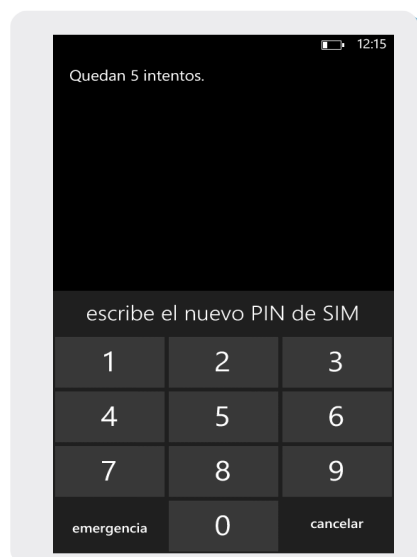 12:15
Quedan 5 intentos.
escribe el nuevo PIN de SIM
1 2 3
4 5 6
7 8 9
emergencia 0 cancelar